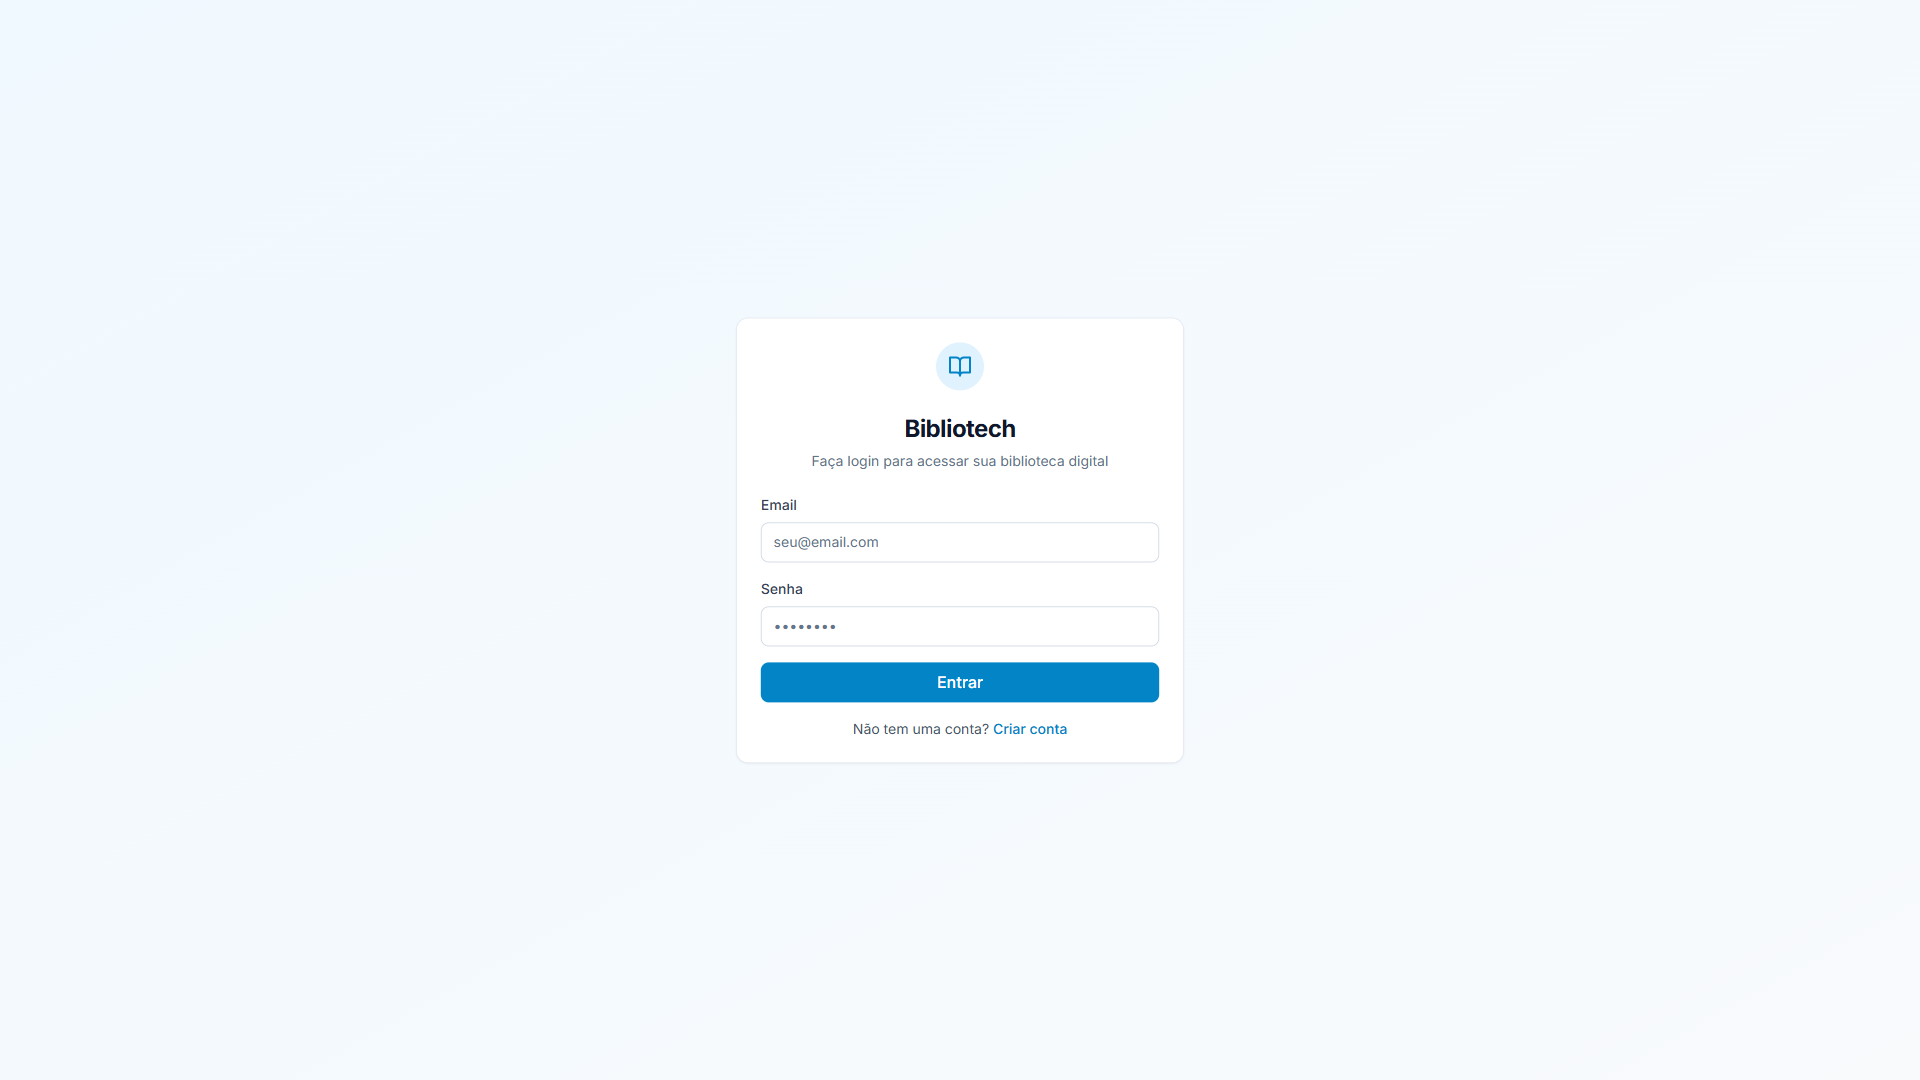 Bibliotech
Faça login para acessar sua biblioteca digital
Email
seu@email.com
Senha
••••••••
Entrar
Não tem uma conta? Criar conta